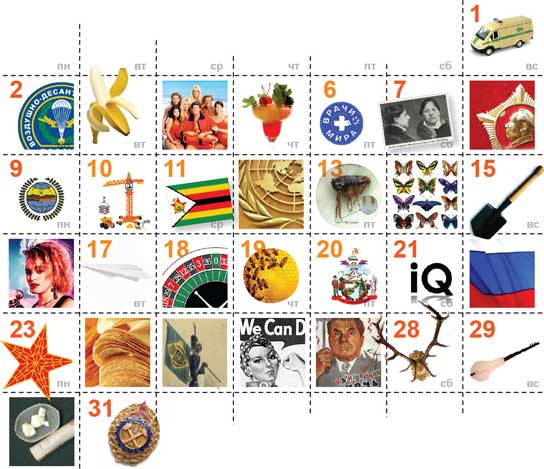 1
пн вт ср чт пт сб вс
2 6 7
ВОЗДУШНО-ДЕСАНТ
ВРАЧИ
МИРА
вт чт сб
9 10 11 13 15
пн ср пт вс
17 18 19 20 21
iQ
вт чт пт сб
23 28 29
We Can D
пн сб вс
31